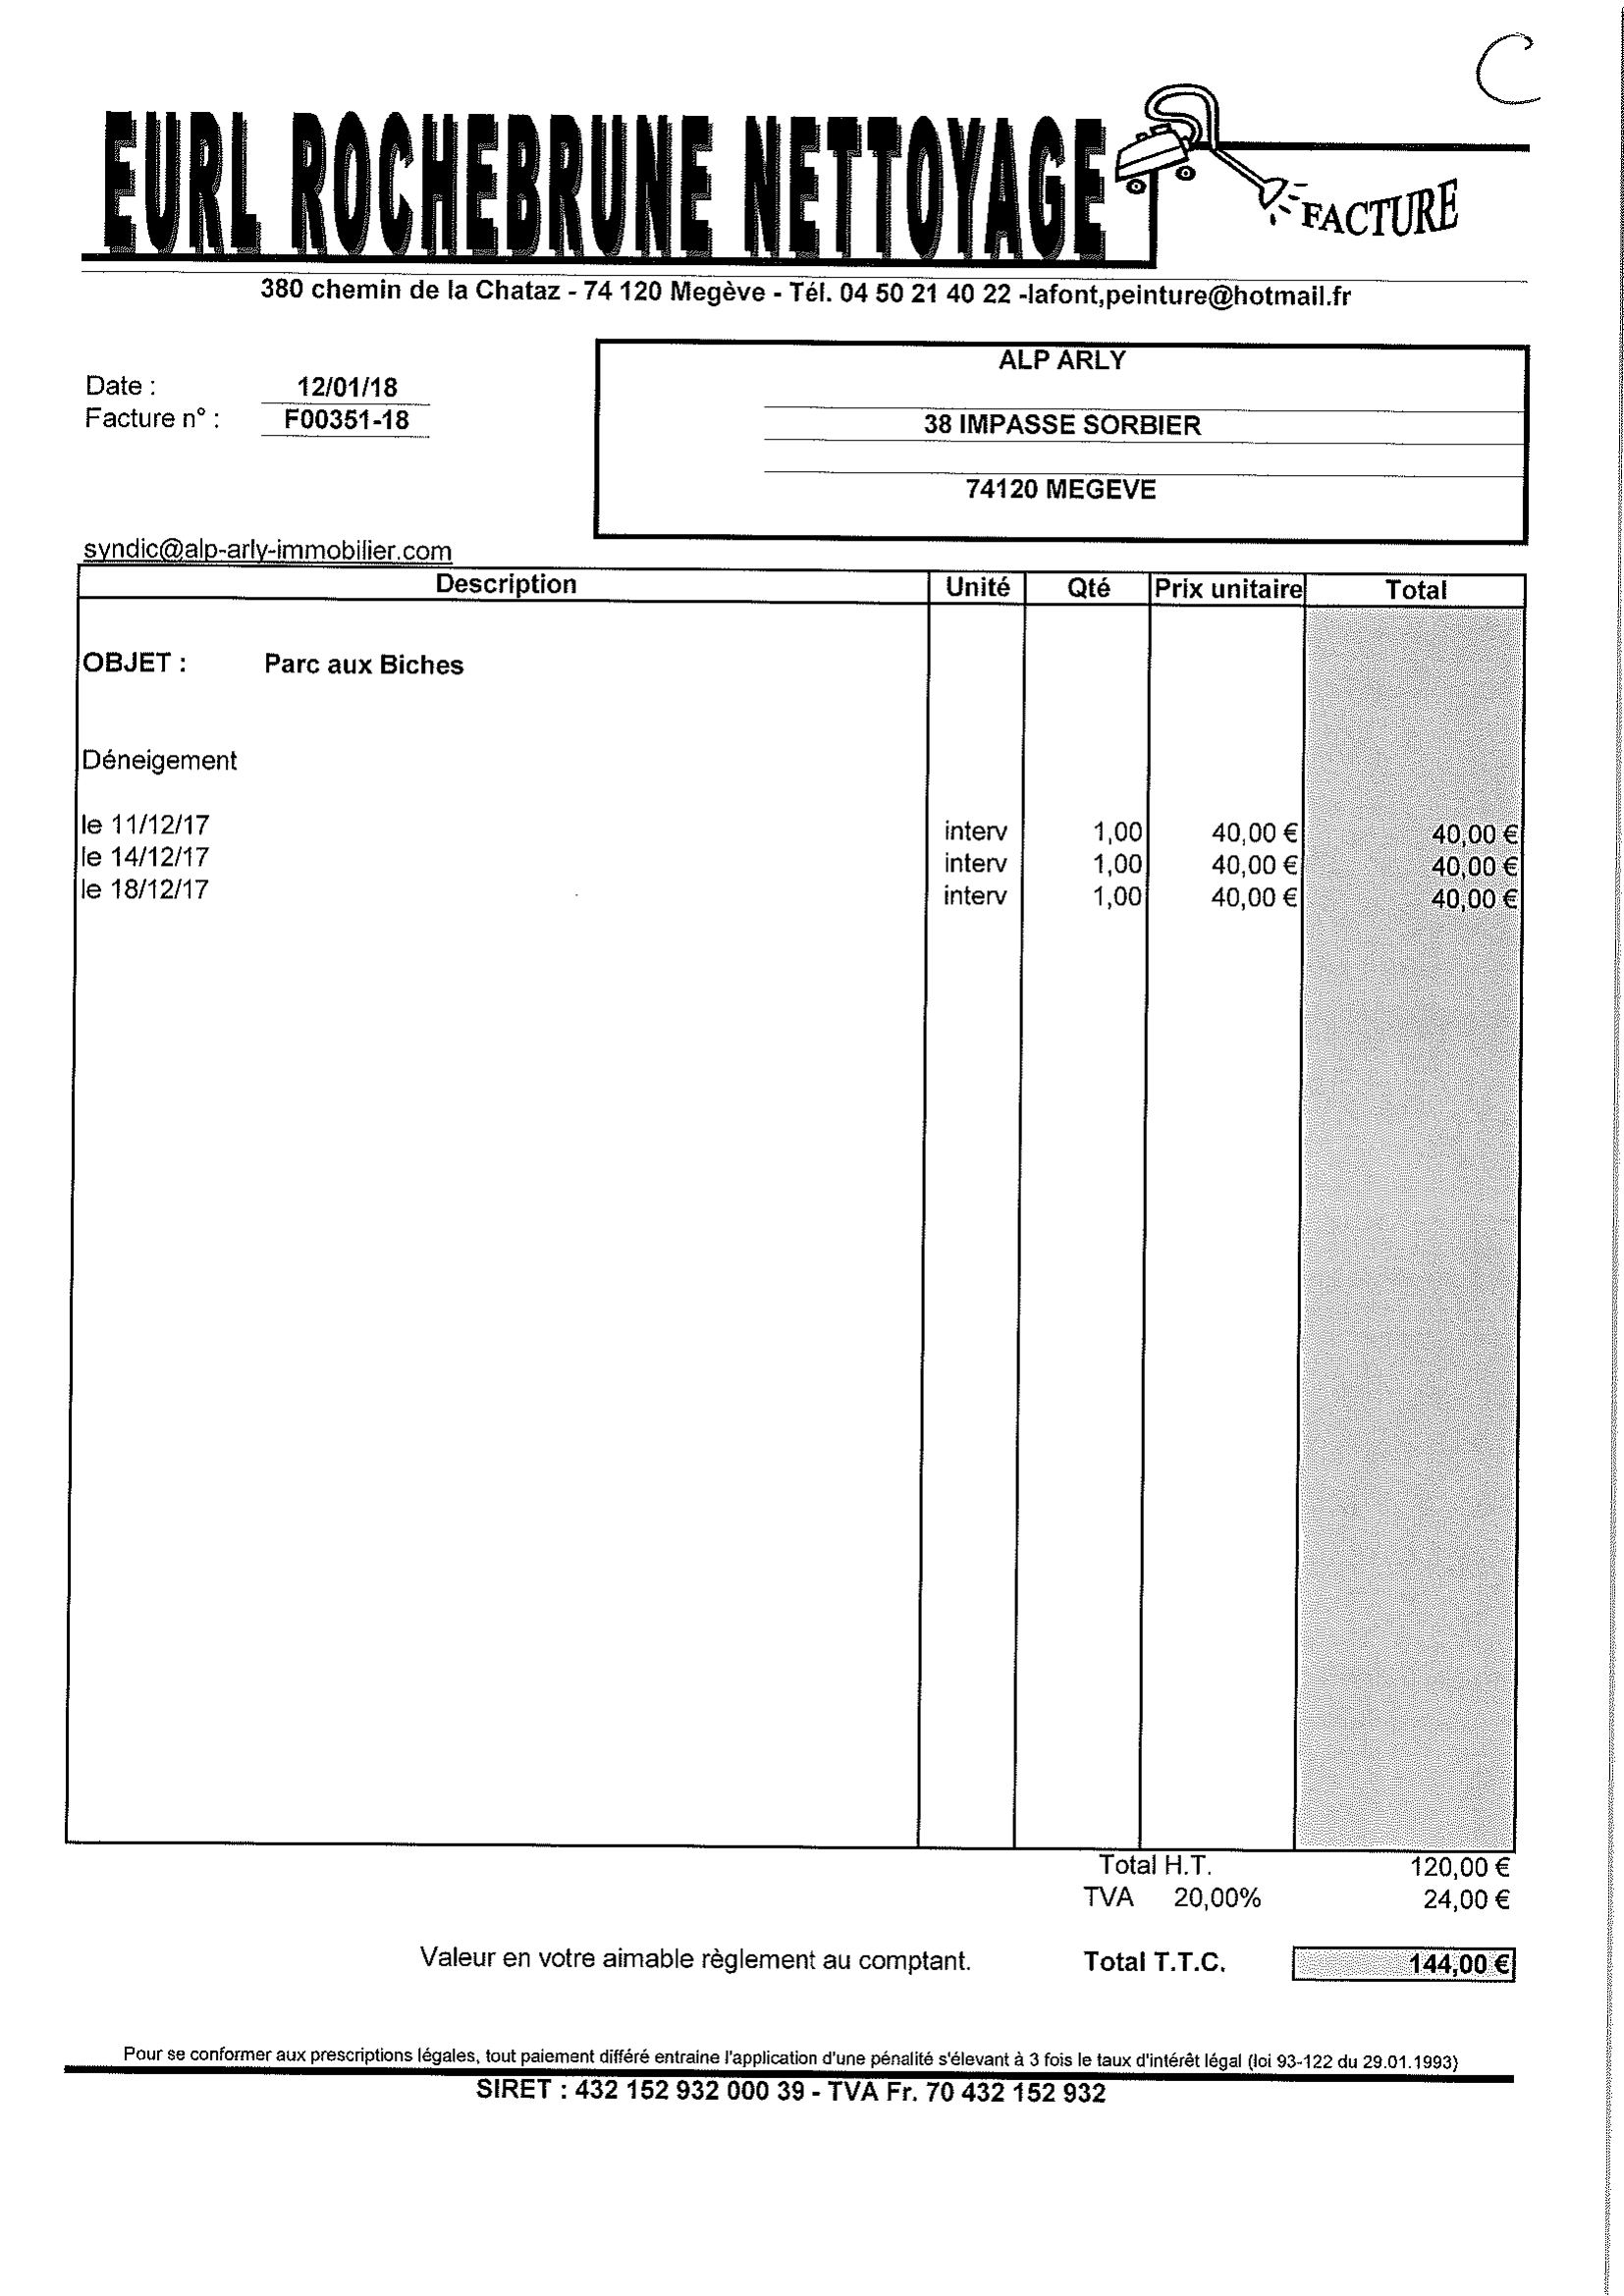 C
EURL ROCHEBRUNE NETTOYAGE
FACTURE
380 chemin de la Chataz - 74 120 Megève - Tél. 04 50 21 40 22 -lafont,peinture@hotmail.fr
ALP ARLY
Date : 12/01/18
Facture n° : F00351-18
38 IMPASSE SORBIER
74120 MEGEVE
syndic@alp-arly-immobilier.com
Description Unité Qté Prix unitaire Total
OBJET : Parc aux Biches
Déneigement
le 11/12/17 interv 1,00 40,00 € 40,00 €
le 14/12/17 interv 1,00 40,00 € 40,00 €
le 18/12/17 interv 1,00 40,00 € 40,00 €
Total H.T. 120,00 €
TVA 20,00% 24,00 €
Valeur en votre aimable règlement au comptant. Total T.T.C. 144,00 €
Pour se conformer aux prescriptions légales, tout paiement différé entraine l'application d'une pénalité s'élevant à 3 fois le taux d'intérêt légal (loi 93-122 du 29.01.1993)
SIRET : 432 152 932 000 39 - TVA Fr. 70 432 152 932